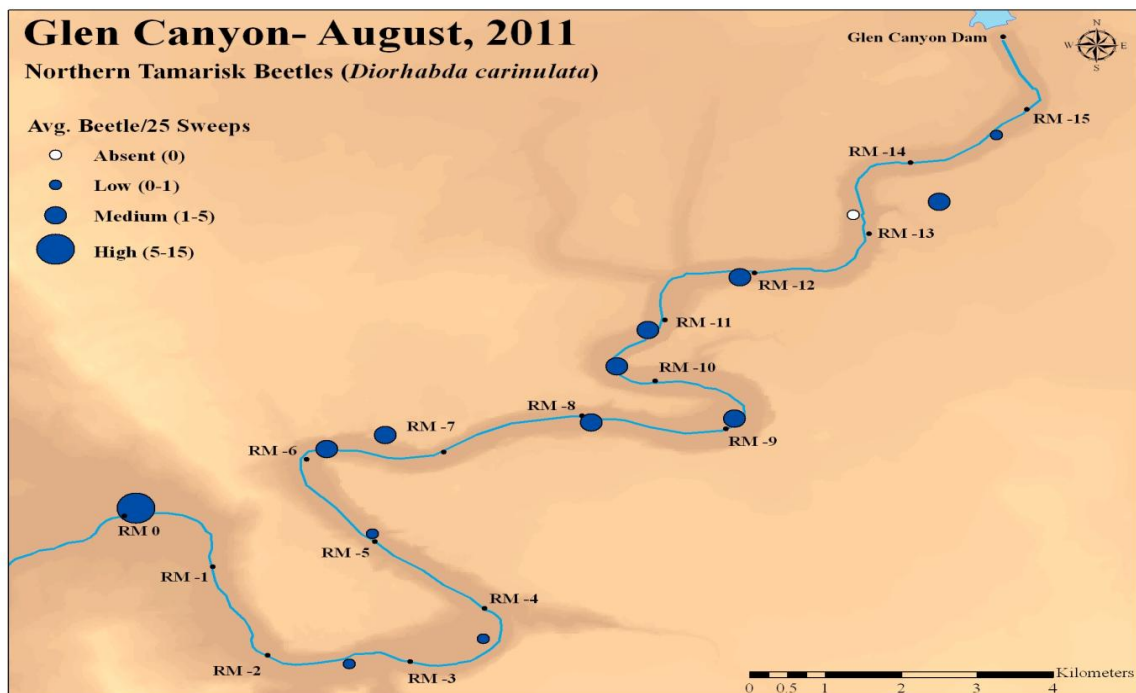 Glen Canyon- August, 2011
Northern Tamarisk Beetles (Diorhabda carinulata)
Avg. Beetle/25 Sweeps
Absent (0)
Low (0-1)
Medium (1-5)
High (5-15)
Glen Canyon Dam
N
W E
S
RM -15
RM -14
RM -13
RM -12
RM -11
RM -10
RM -9
RM -8
RM -7
RM -6
RM -5
RM -4
RM -3
RM -2
RM -1
RM 0
Kilometers
0 0.5 1 2 3 4